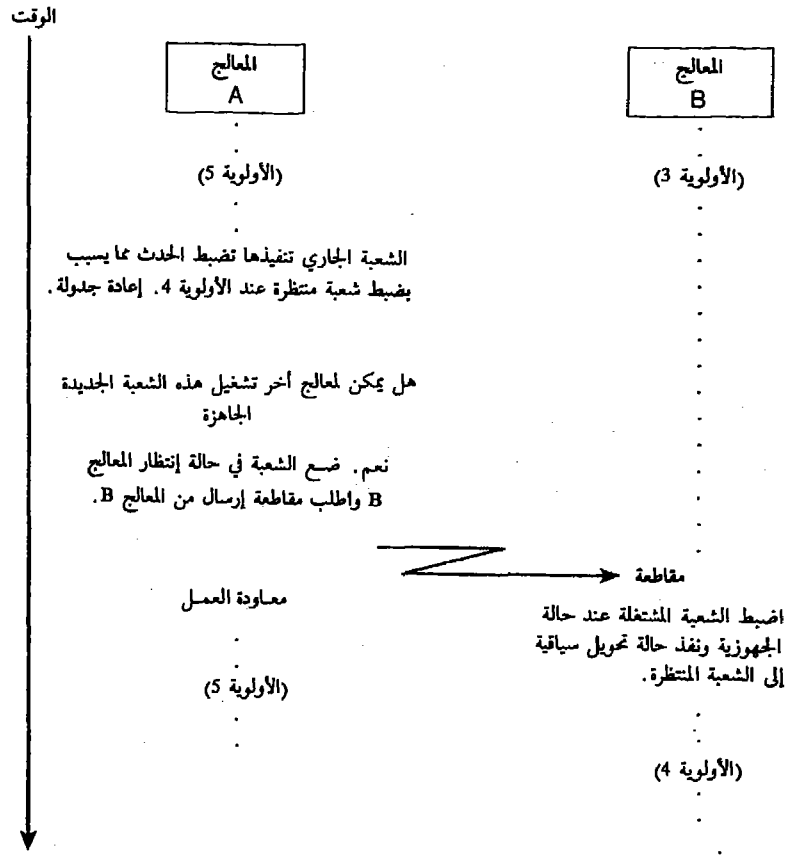 الوقت
المعالج
A
المعالج
B
(الأولوية 5)
(الأولوية 3)
الشعبة الجاري تنفيذها تضبط الحدث مما يسبب
بضبط شعبة منتظرة عند الأولوية 4. إعادة جدولة.
هل يمكن لمعالج أخر تشغيل هذه الشعبة الجديدة
الجاهزة
نعم. ضع الشعبة في حالة إنتظار المعالج
B واطلب مقاطعة إرسال من المعالج B.
مقاطعة
معاودة العمل
اضبط الشعبة المشتغلة عند حالة
الجهوزية ونفذ حالة تحويل سياقية
إلى الشعبة المنتظرة.
(الأولوية 5)
(الأولوية 4)